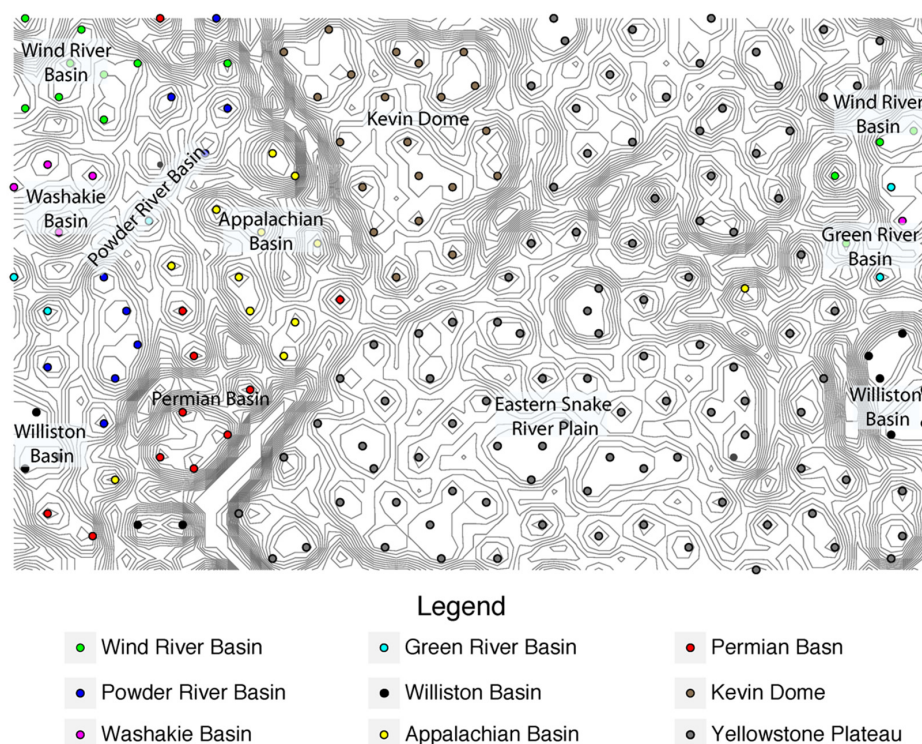 Wind River
Basin
Kevin Dome
Wind River
Basin
Powder River Basin
Washakie
Basin
Appalachian
Basin
Green River
Basin
Permian Basin
Eastern Snake
River Plain
Williston
Basin
Williston
Basin
Legend
Wind River Basin
Green River Basin
Permian Basn
Powder River Basin
Williston Basin
Kevin Dome
Washakie Basin
Appalachian Basin
Yellowstone Plateau